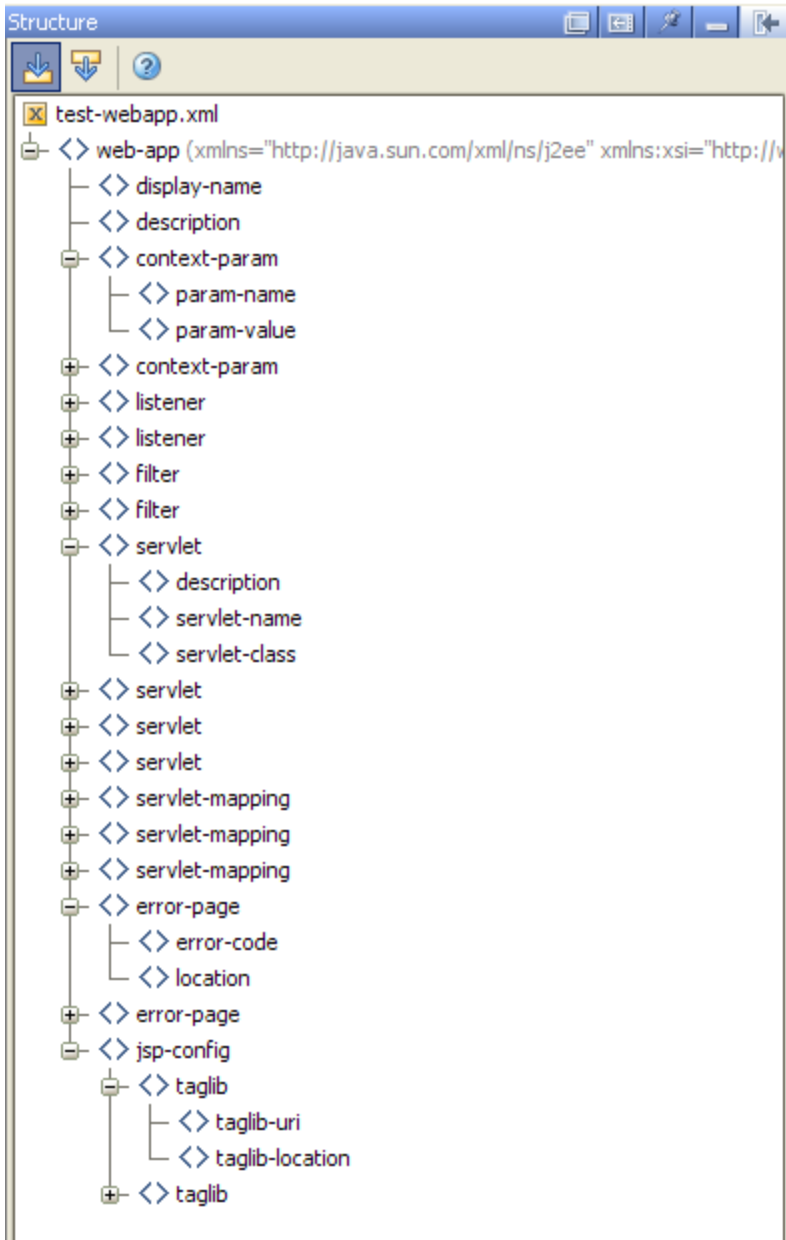 Structure
test-webapp.xml
web-app (xmlns="http://java.sun.com/xml/ns/j2ee" xmlns:xsi="http://w
display-name
description
context-param
param-name
param-value
context-param
listener
listener
filter
filter
servlet
description
servlet-name
servlet-class
servlet
servlet
servlet
servlet-mapping
servlet-mapping
servlet-mapping
error-page
error-code
location
error-page
jsp-config
taglib
taglib-uri
taglib-location
taglib